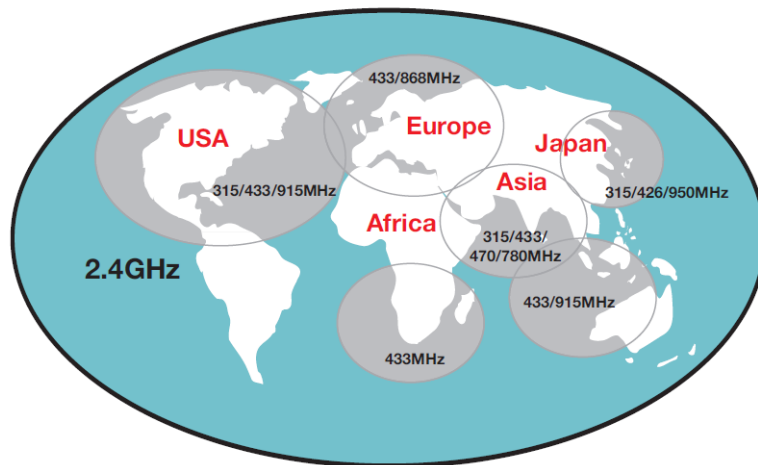 433/868MHz
USA
Europe
Japan
Asia
315/433/915MHz
315/426/950MHz
Africa
315/433/
470/780MHz
2.4GHz
433/915MHz
433MHz